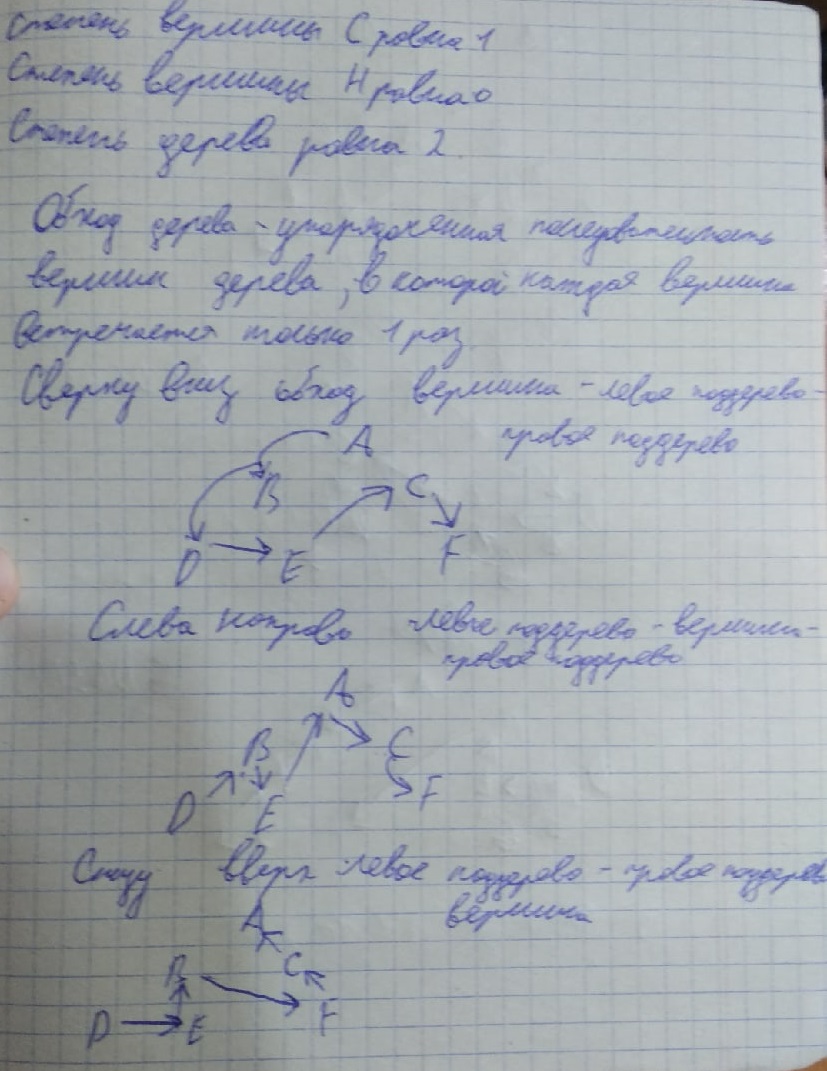 Степень вершины C равна 1
Степень вершины H равна 0
Степень дерева равна 2.
Обход дерева - упорядоченная последовательность
вершин дерева, в которой каждая вершина
встречается только 1 раз
Сверху вниз обход вершина - левое поддерево -
правое поддерево
A
B C
D E F
Слева направо - левое поддерево - вершина -
правое поддерево
A
B C
D E F
Снизу вверх - левое поддерево - правое поддерево
вершина
A
B C
D E F